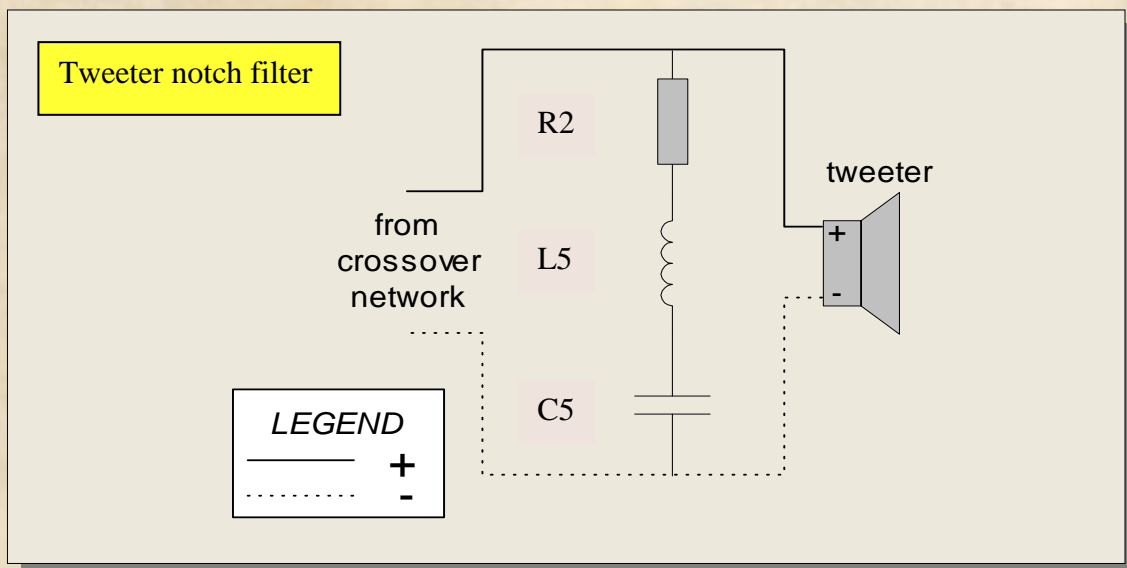 Tweeter notch filter
R2
tweeter
+
-
from
crossover
network
L5
C5
LEGEND
+
-